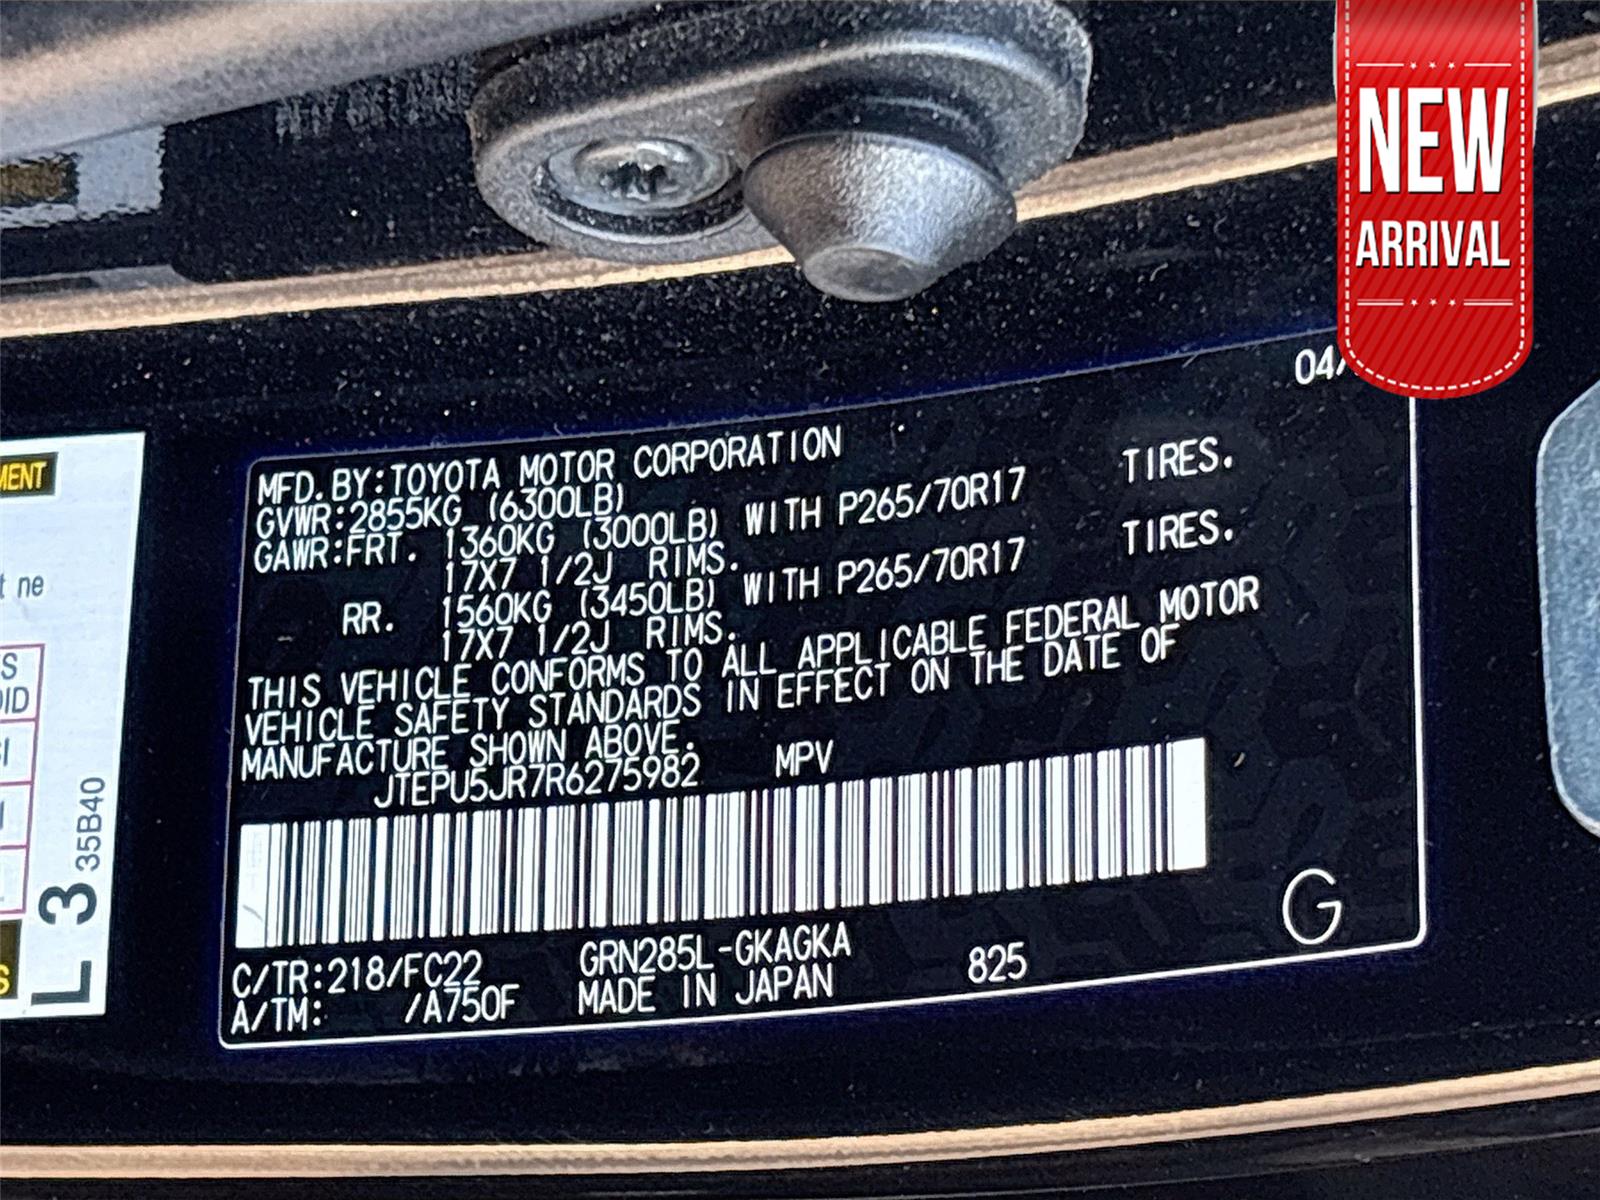 NEW
ARRIVAL
04/
MFD.BY:TOYOTA MOTOR CORPORATION
GVWR:2855KG (6300LB)
GAWR:FRT. 1360KG (3000LB) WITH P265/70R17 TIRES.
17X7 1/2J RIMS.
RR. 1560KG (3450LB) WITH P265/70R17 TIRES.
17X7 1/2J RIMS.
THIS VEHICLE CONFORMS TO ALL APPLICABLE FEDERAL MOTOR
VEHICLE SAFETY STANDARDS IN EFFECT ON THE DATE OF
MANUFACTURE SHOWN ABOVE.
JTEPU5JR7R6275982 MPV
C/TR:218/FC22 GRN285L-GKAGKA
A/TM: /A750F MADE IN JAPAN 825
G
ne
L 3 35B40